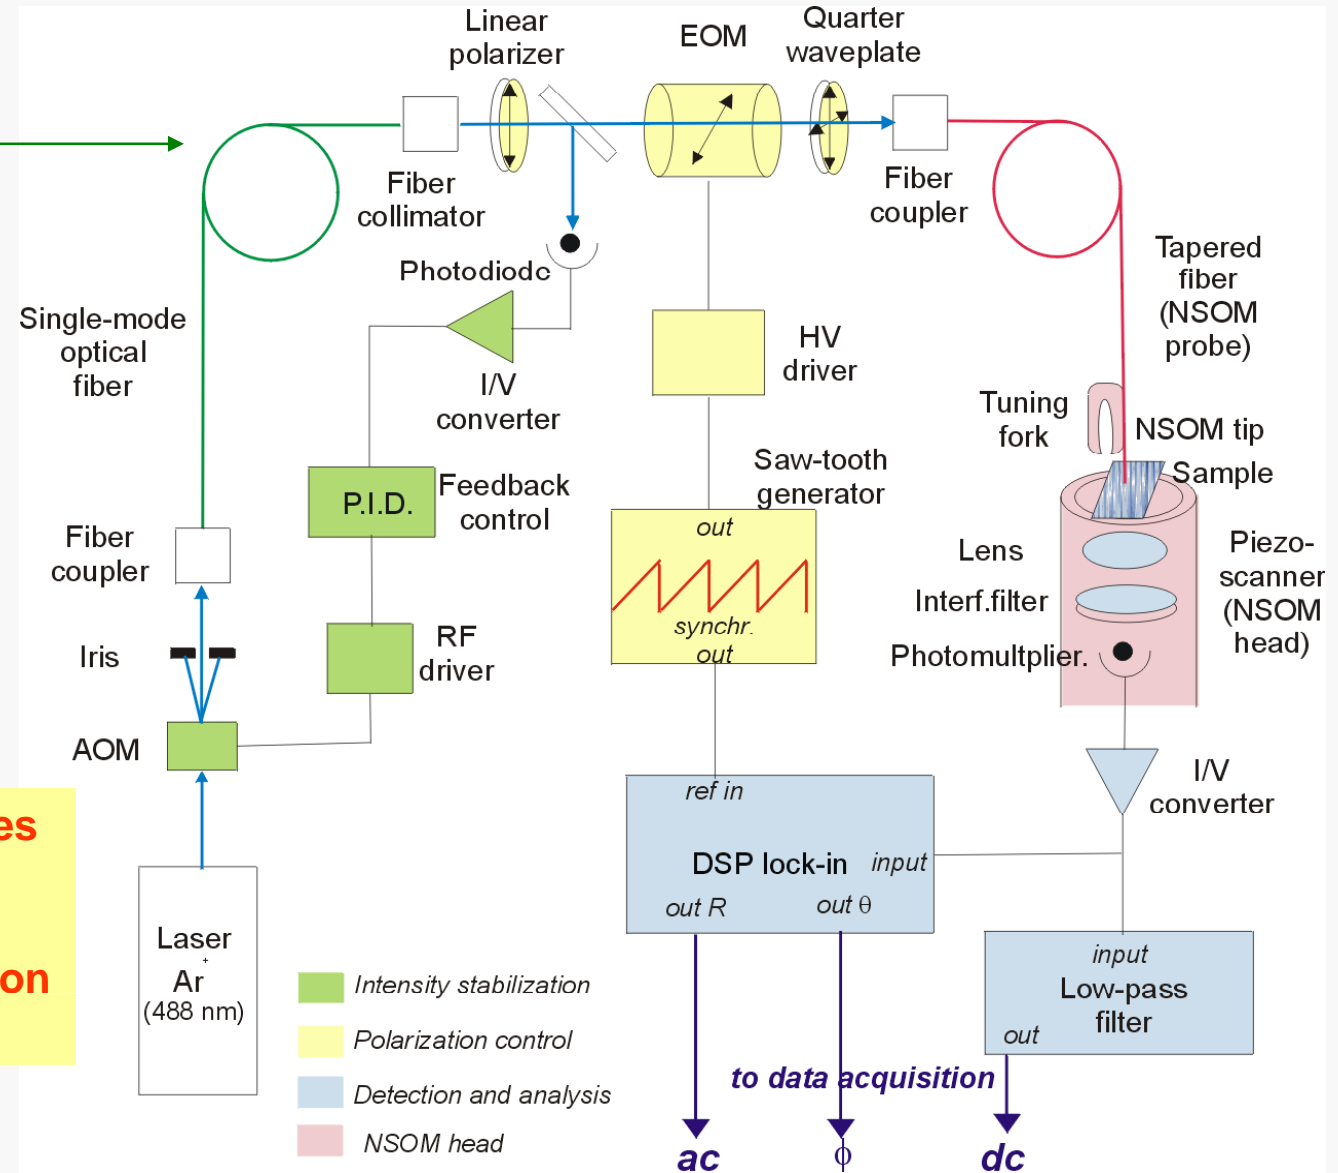 Linear
polarizer
EOM
Quarter
waveplate
Fiber
collimator
Fiber
coupler
Photodiode
Single-mode
optical
fiber
I/V
converter
HV
driver
Tapered
fiber
(NSOM
probe)
Tuning
fork
NSOM tip
Sample
P.I.D.
Feedback
control
Saw-tooth
generator
out
synchr.
out
Fiber
coupler
Lens
Interf.filter
Photomultplier.
Piezo-
scanner
(NSOM
head)
Iris
RF
driver
AOM
I/V
converter
ref in
DSP lock-in
input
out R
out θ
es
on
Laser
Ar+
(488 nm)
input
Low-pass
filter
out
Intensity stabilization
Polarization control
Detection and analysis
NSOM head
to data acquisition
ac
ϕ
dc